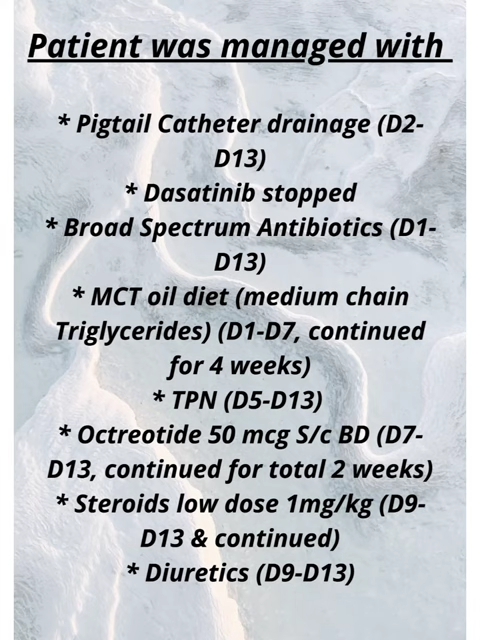 Patient was managed with
* Pigtail Catheter drainage (D2-
D13)
* Dasatinib stopped
* Broad Spectrum Antibiotics (D1-
D13)
* MCT oil diet (medium chain
Triglycerides) (D1-D7, continued
for 4 weeks)
* TPN (D5-D13)
* Octreotide 50 mcg S/c BD (D7-
D13, continued for total 2 weeks)
* Steroids low dose 1mg/kg (D9-
D13 & continued)
* Diuretics (D9-D13)